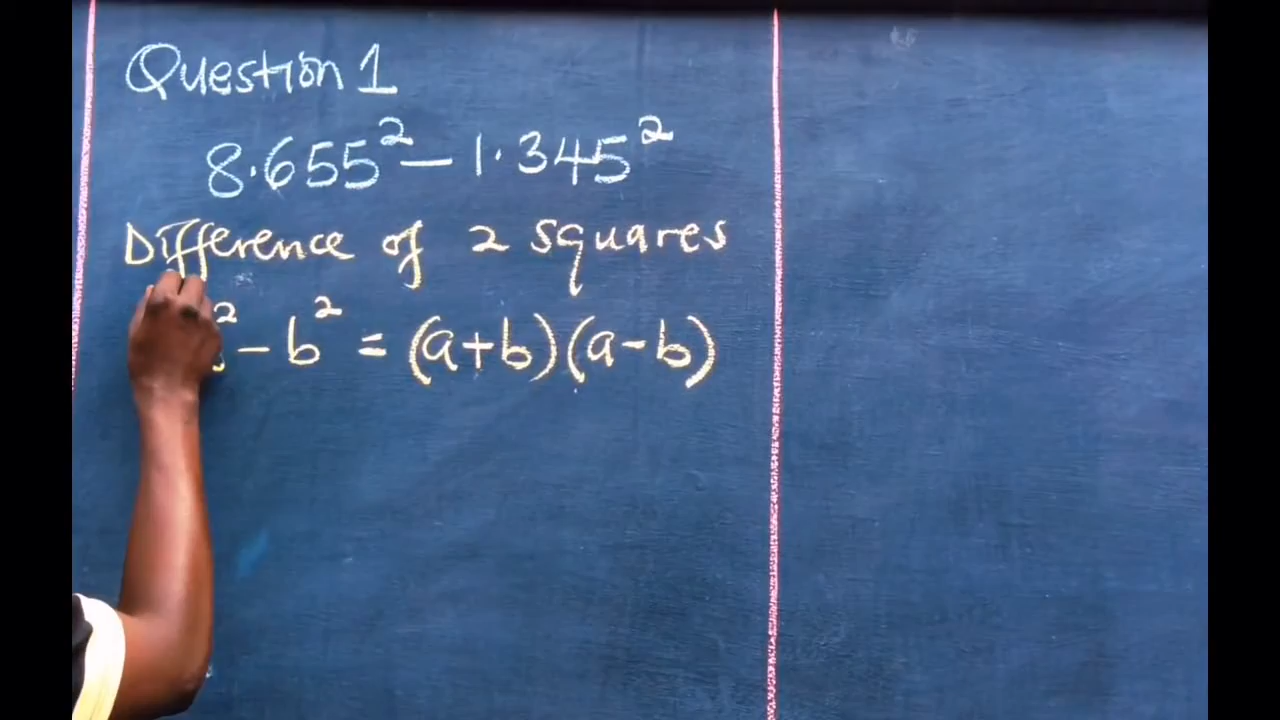 Question 1
8.655² - 1.345²
Difference of 2 squares
² - b² = (a+b)(a-b)